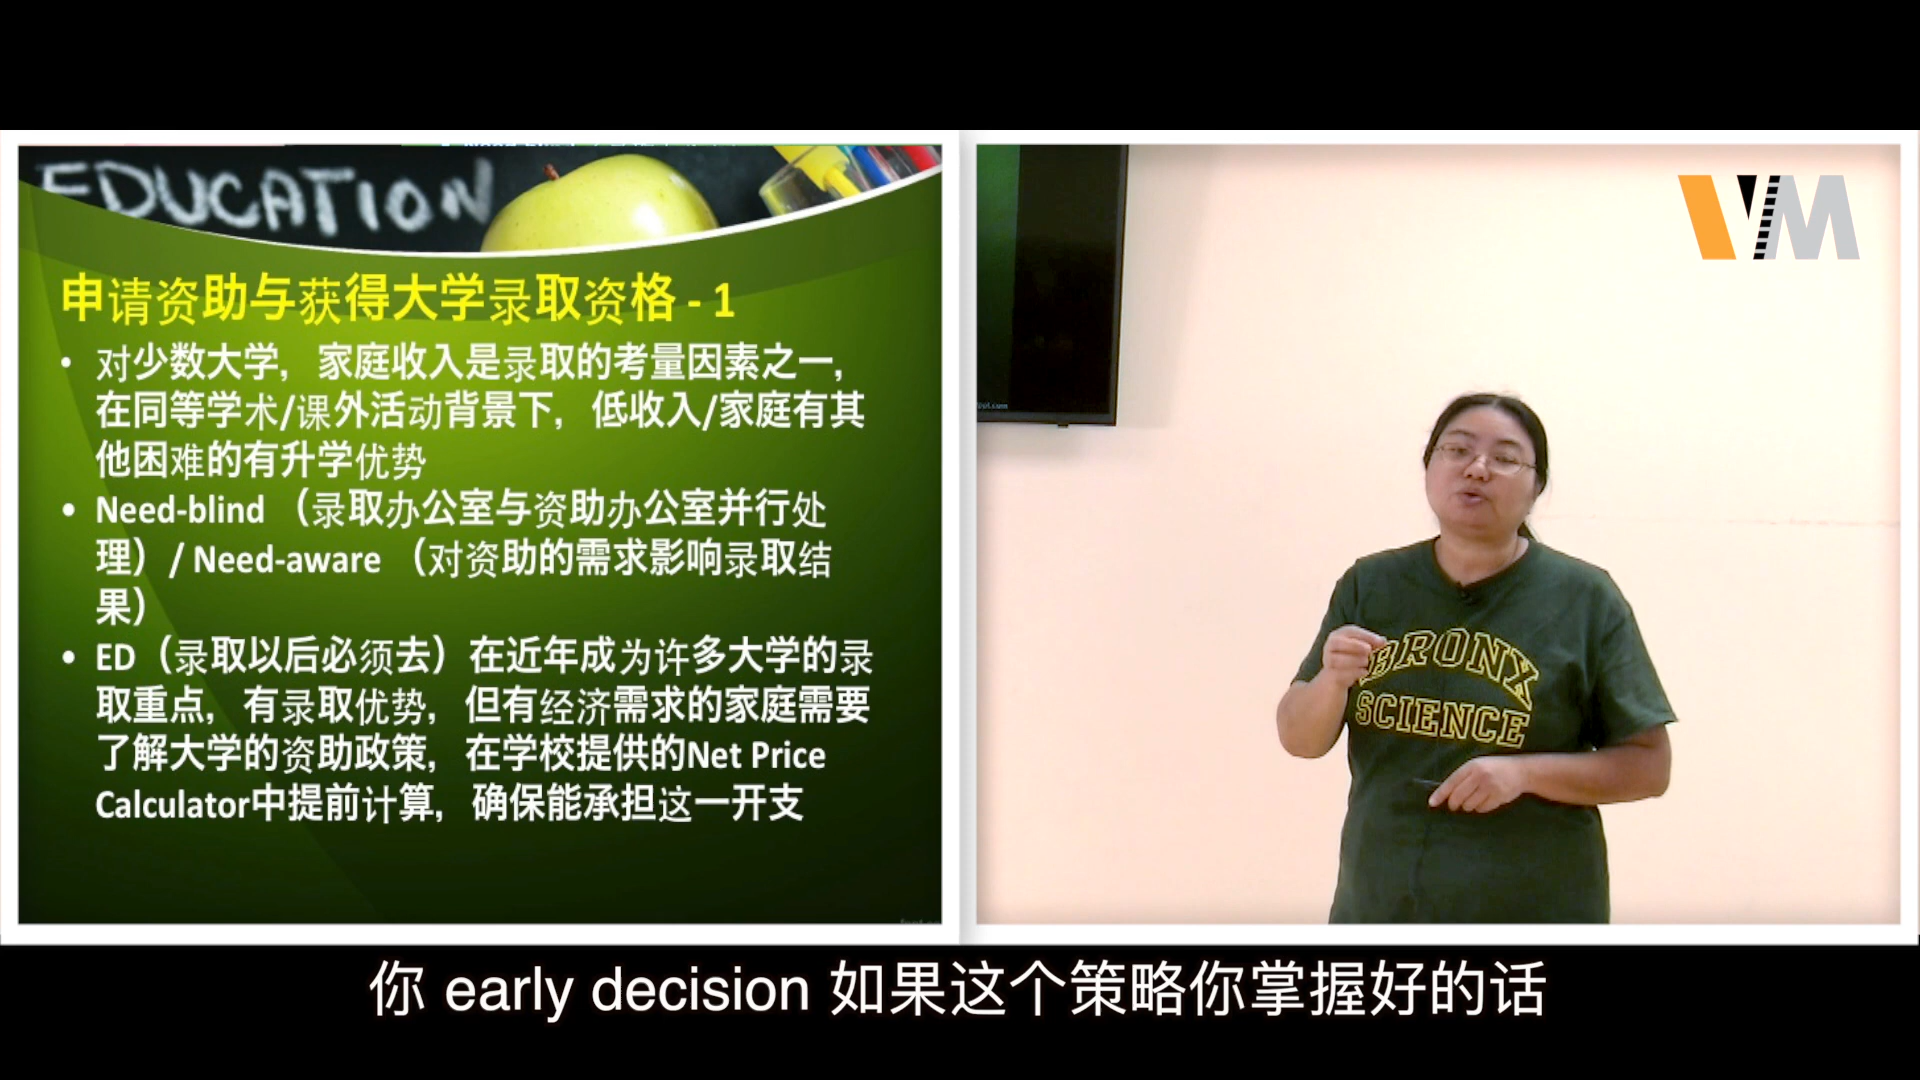 EDUCATION
申请资助与获得大学录取资格 - 1
• 对少数大学，家庭收入是录取的考量因素之一，
在同等学术/课外活动背景下，低收入/家庭有其
他困难的有升学优势
• Need-blind （录取办公室与资助办公室并行处
理）/ Need-aware （对资助的需求影响录取结
果）
• ED（录取以后必须去）在近年成为许多大学的录
取重点，有录取优势，但有经济需求的家庭需要
了解大学的资助政策，在学校提供的Net Price
Calculator中提前计算，确保能承担这一开支
VM
BRONX
SCIENCE
你 early decision 如果这个策略你掌握好的话